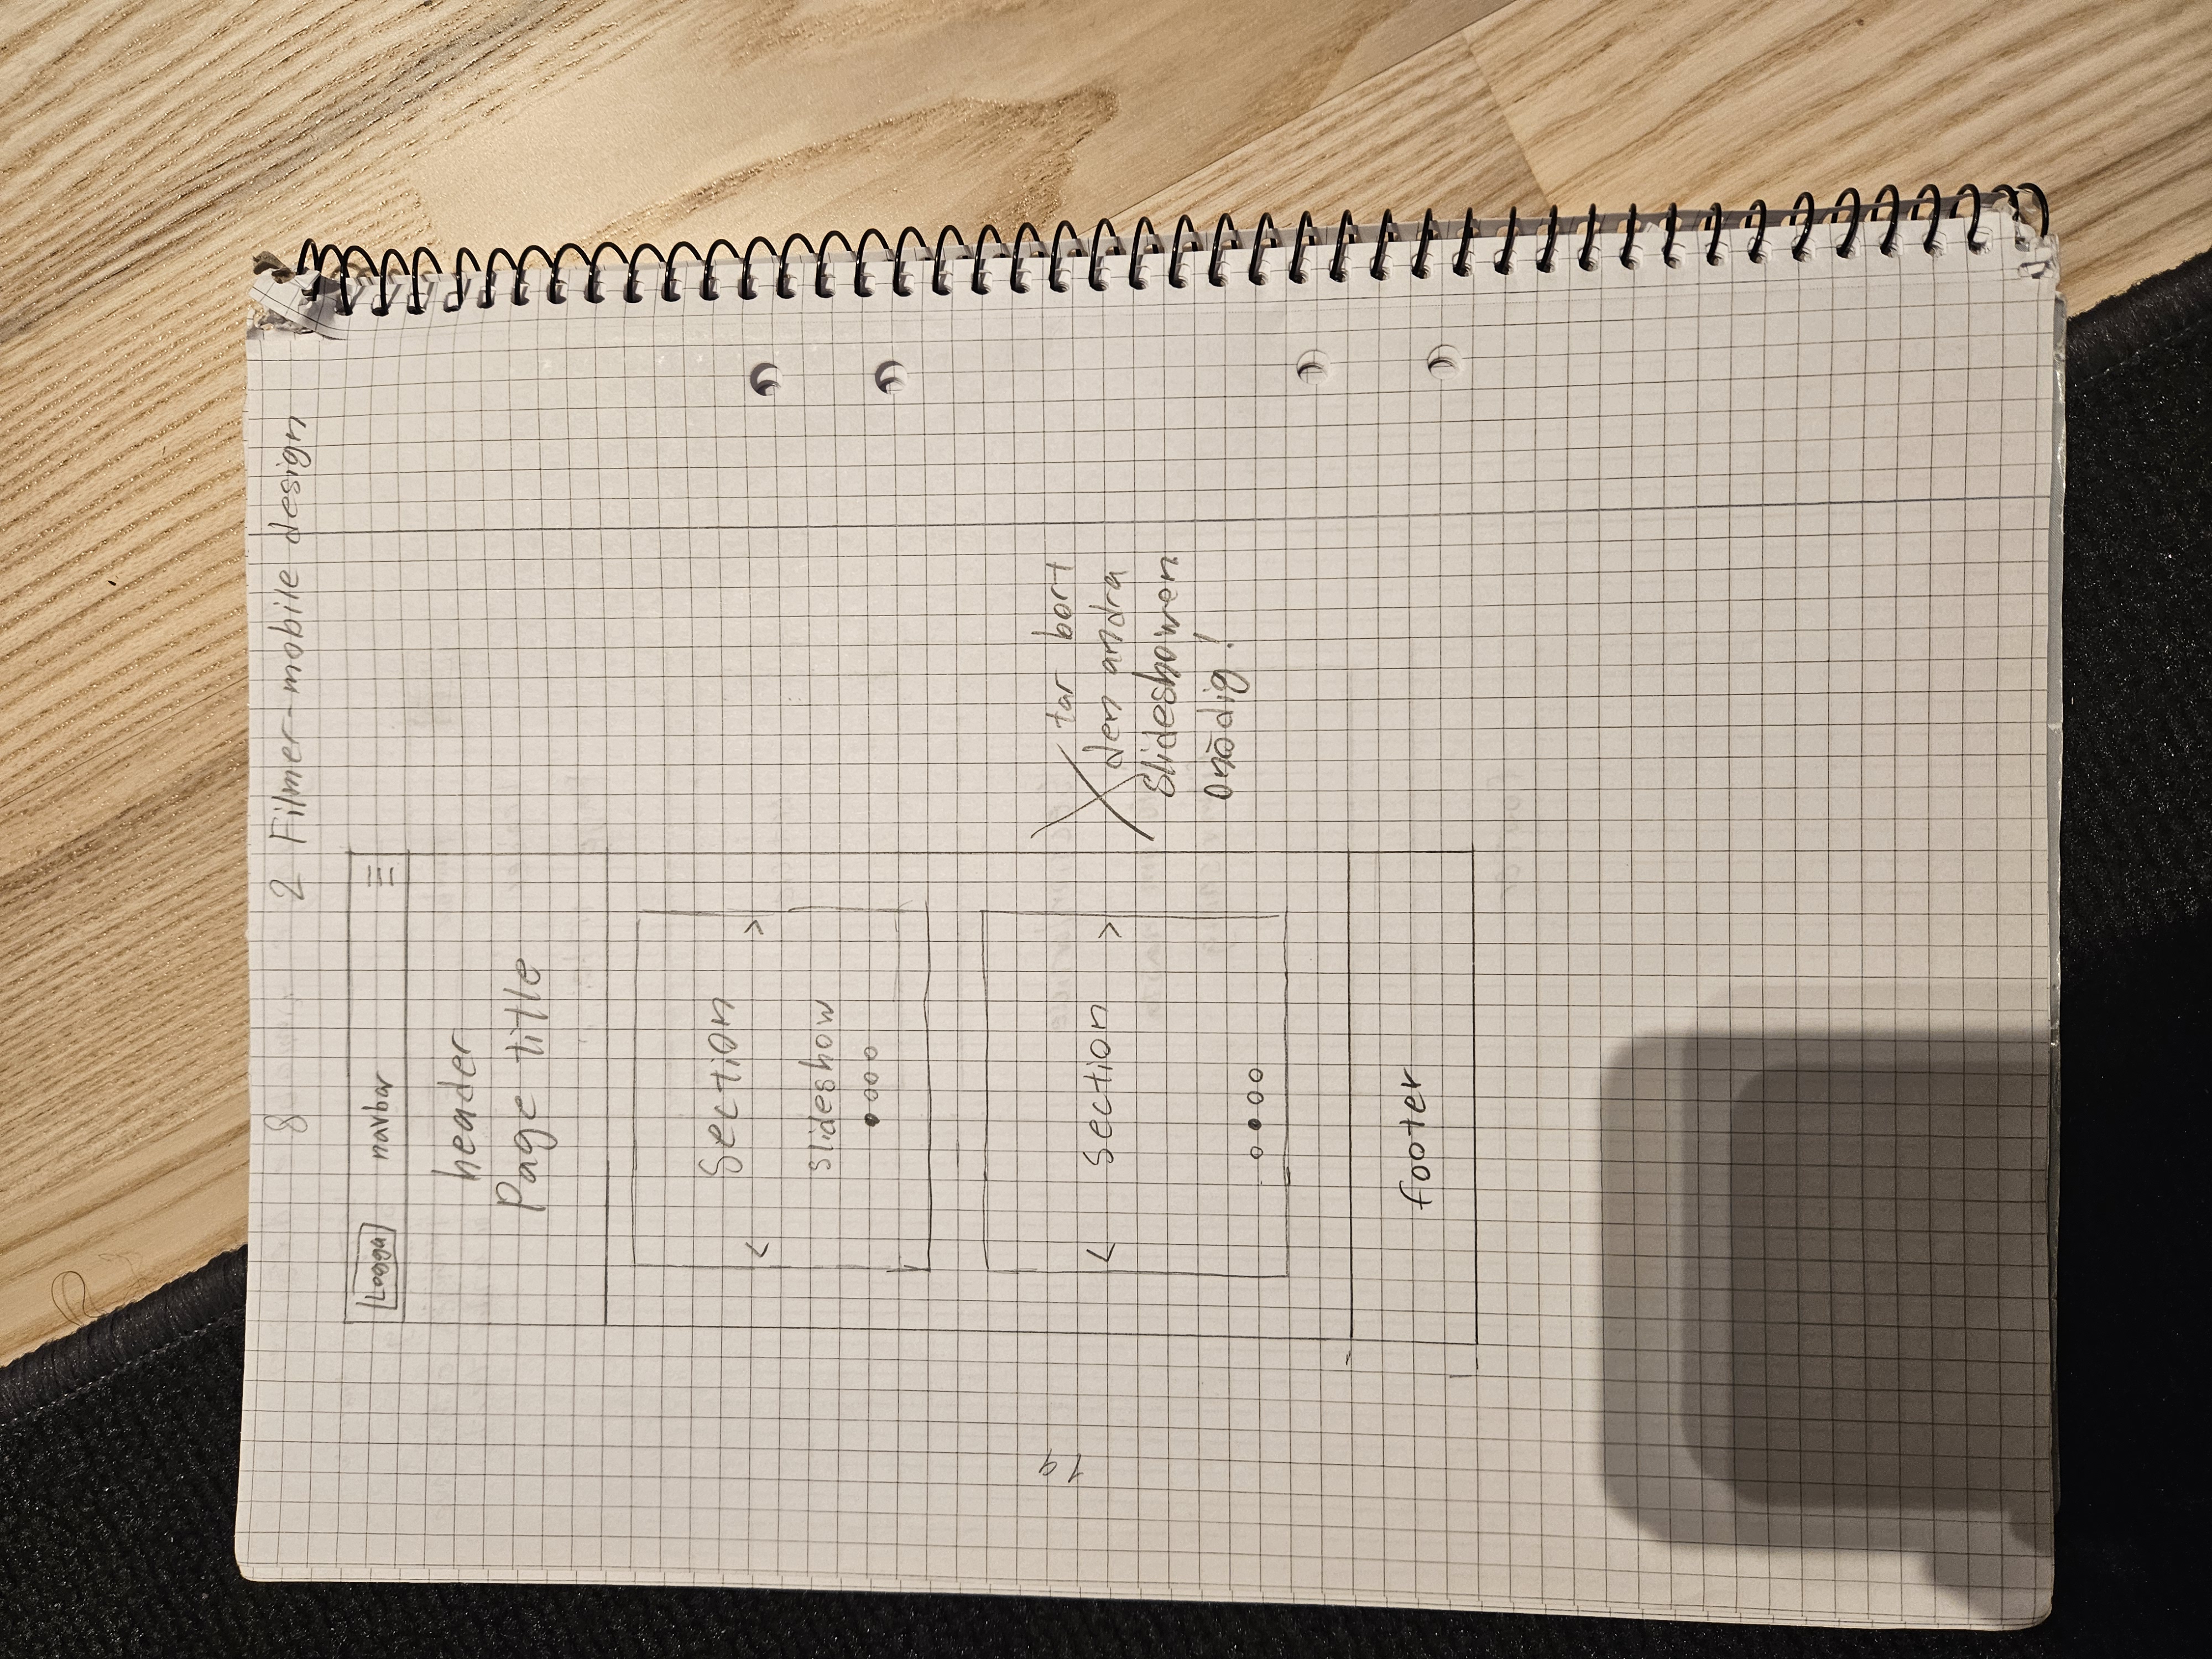 8
2 Filmer-mobile design
Logga navbar
header
Page title
Section
< >
slideshow
19
< section >
tar bort
den andra
Slideshowen
onödig!
footer